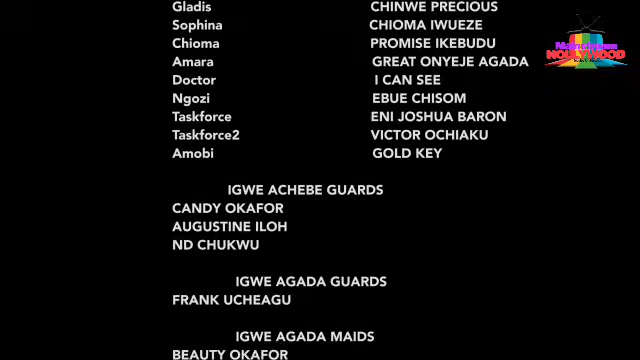 Gladis CHINWE PRECIOUS
Sophina CHIOMA IWUEZE
Chioma PROMISE IKEBUDU
Amara GREAT ONYEJE AGADA
Doctor I CAN SEE
Ngozi EBUE CHISOM
Taskforce ENI JOSHUA BARON
Taskforce2 VICTOR OCHIAKU
Amobi GOLD KEY
IGWE ACHEBE GUARDS
CANDY OKAFOR
AUGUSTINE ILOH
ND CHUKWU
IGWE AGADA GUARDS
FRANK UCHEAGU
IGWE AGADA MAIDS
BEAUTY OKAFOR
NOLLYWOOD